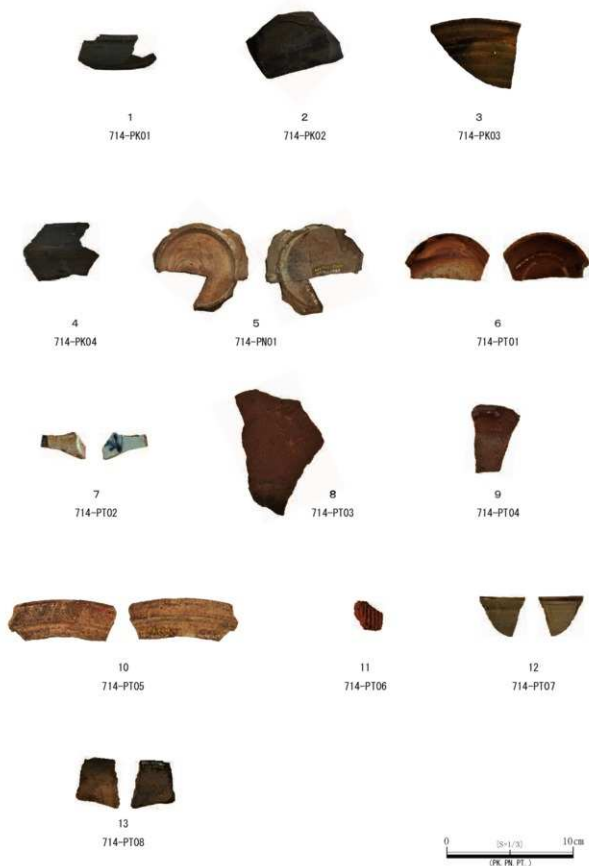 1
714-PK01
2
714-PK02
3
714-PK03
4
714-PK04
5
714-PN01
6
714-PT01
7
714-PT02
8
714-PT03
9
714-PT04
10
714-PT05
11
714-PT06
12
714-PT07
13
714-PT08
0 [S=1/3] 10cm
(PK. PN. PT.)